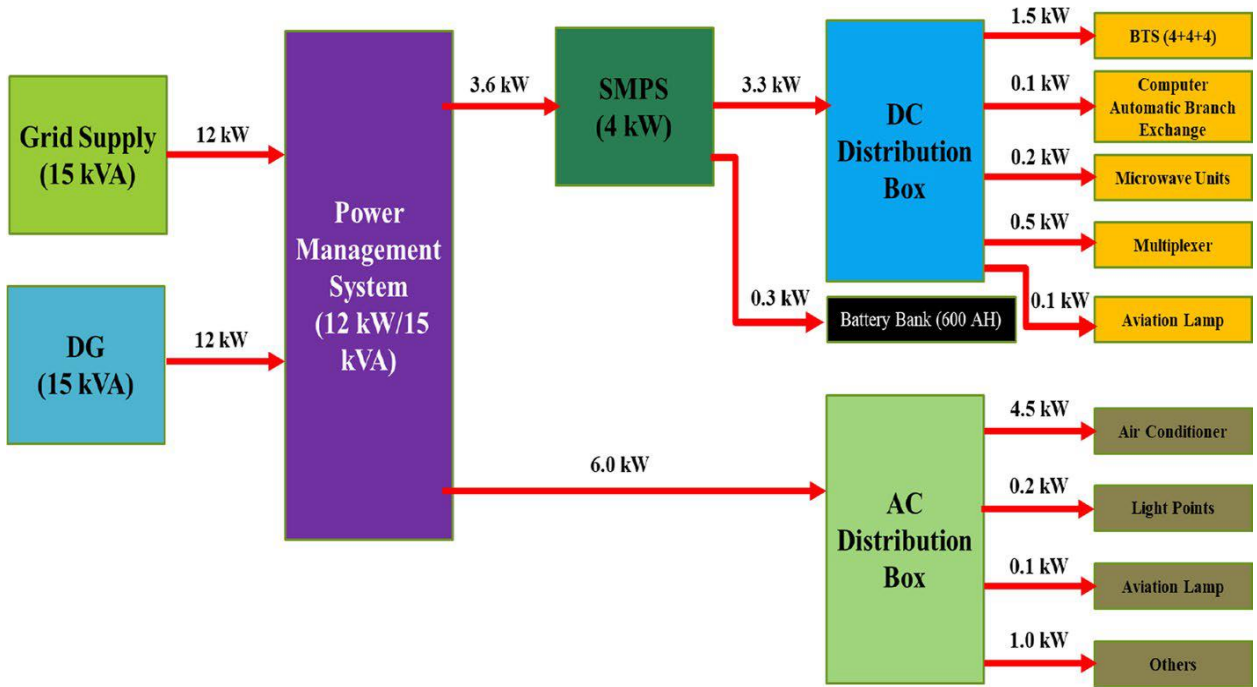 Grid Supply
(15 kVA)
12 kW
DG
(15 kVA)
12 kW
Power
Management
System
(12 kW/15
kVA)
3.6 kW
SMPS
(4 kW)
3.3 kW
0.3 kW
Battery Bank (600 AH)
DC
Distribution
Box
1.5 kW
BTS (4+4+4)
0.1 kW
Computer
Automatic Branch
Exchange
0.2 kW
Microwave Units
0.5 kW
Multiplexer
0.1 kW
Aviation Lamp
6.0 kW
AC
Distribution
Box
4.5 kW
Air Conditioner
0.2 kW
Light Points
0.1 kW
Aviation Lamp
1.0 kW
Others